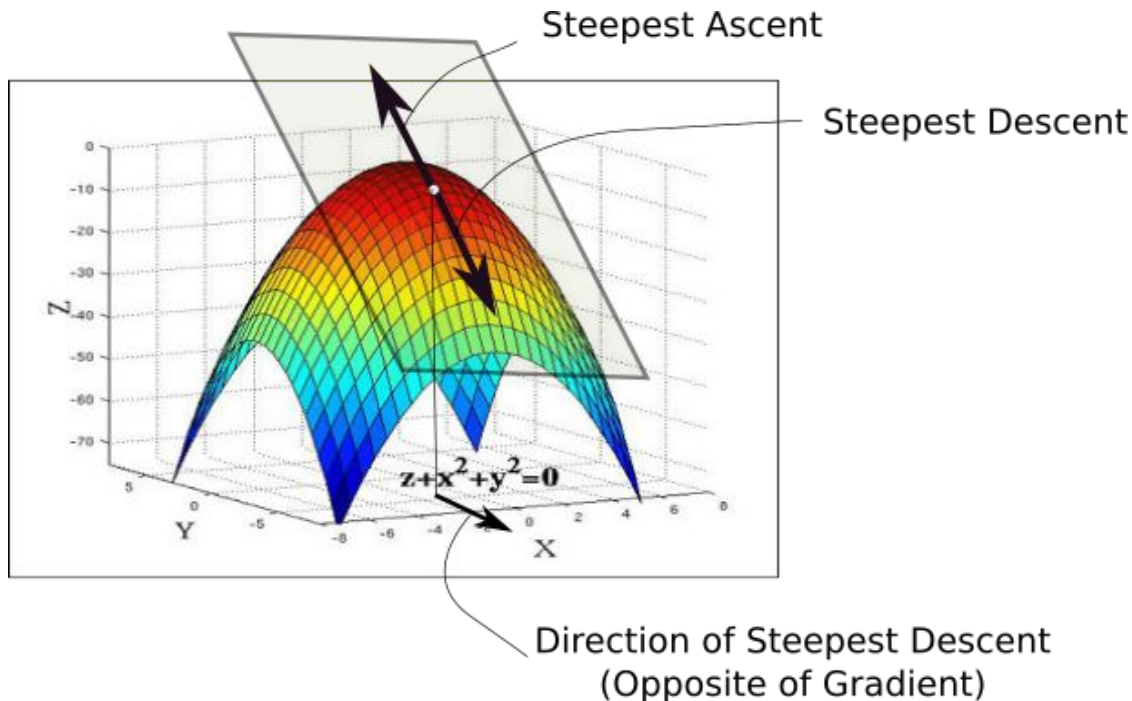 Steepest Ascent
Steepest Descent
0
-10
-20
-30
-40
-50
-60
-70
Z
5
0
-5
Y
-8
-6
-4
-2
0
2
4
6
8
X
z+x²+y²=0
Direction of Steepest Descent
(Opposite of Gradient)